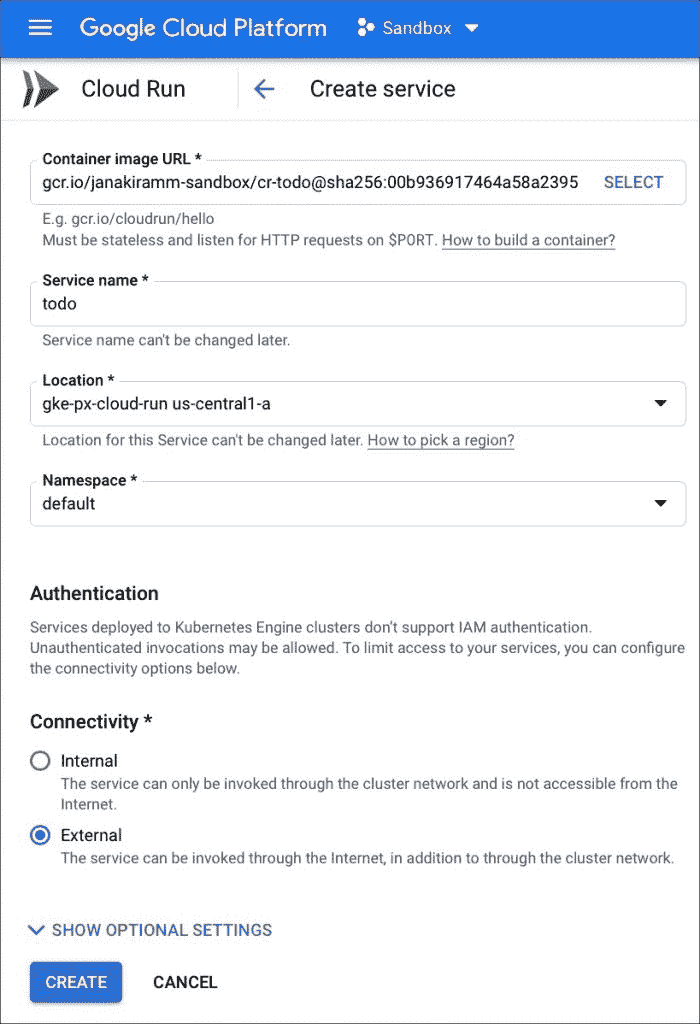 Google Cloud Platform Sandbox
Cloud Run Create service
Container image URL *
gcr.io/janakiramm-sandbox/cr-todo@sha256:00b936917464a58a2395 SELECT
E.g. gcr.io/cloudrun/hello
Must be stateless and listen for HTTP requests on $PORT. How to build a container?
Service name *
todo
Service name can't be changed later.
Location *
gke-px-cloud-run us-central1-a
Location for this Service can't be changed later. How to pick a region?
Namespace *
default
Authentication
Services deployed to Kubernetes Engine clusters don't support IAM authentication.
Unauthenticated invocations may be allowed. To limit access to your services, you can configure
the connectivity options below.
Connectivity *
Internal
The service can only be invoked through the cluster network and is not accessible from the
Internet.
External
The service can be invoked through the Internet, in addition to through the cluster network.
SHOW OPTIONAL SETTINGS
CREATE CANCEL